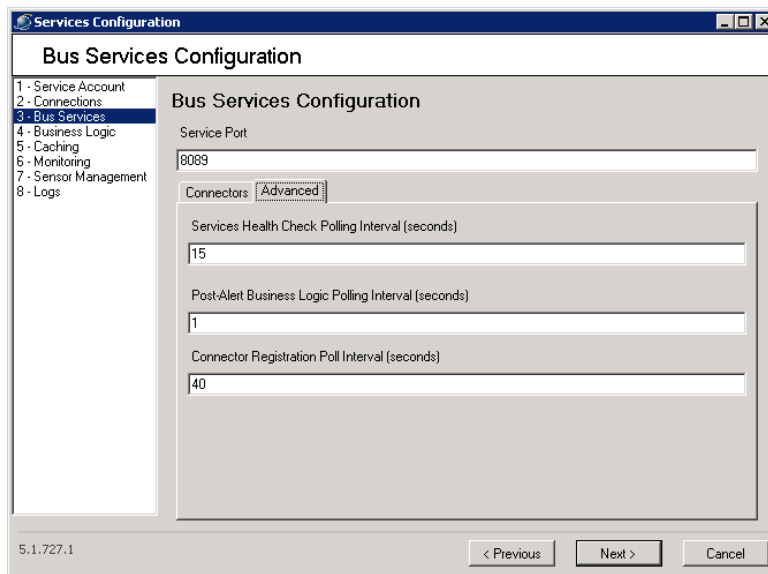 Services Configuration
Bus Services Configuration
1 - Service Account
2 - Connections
3 - Bus Services
4 - Business Logic
5 - Caching
6 - Monitoring
7 - Sensor Management
8 - Logs
Bus Services Configuration
Service Port
8089
Connectors Advanced
Services Health Check Polling Interval (seconds)
15
Post-Alert Business Logic Polling Interval (seconds)
1
Connector Registration Poll Interval (seconds)
40
5.1.727.1
< Previous Next > Cancel